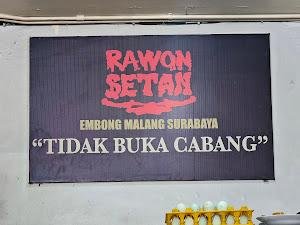 RAWON
SETAN
EMBONG MALANG SURABAYA
“TIDAK BUKA CABANG”